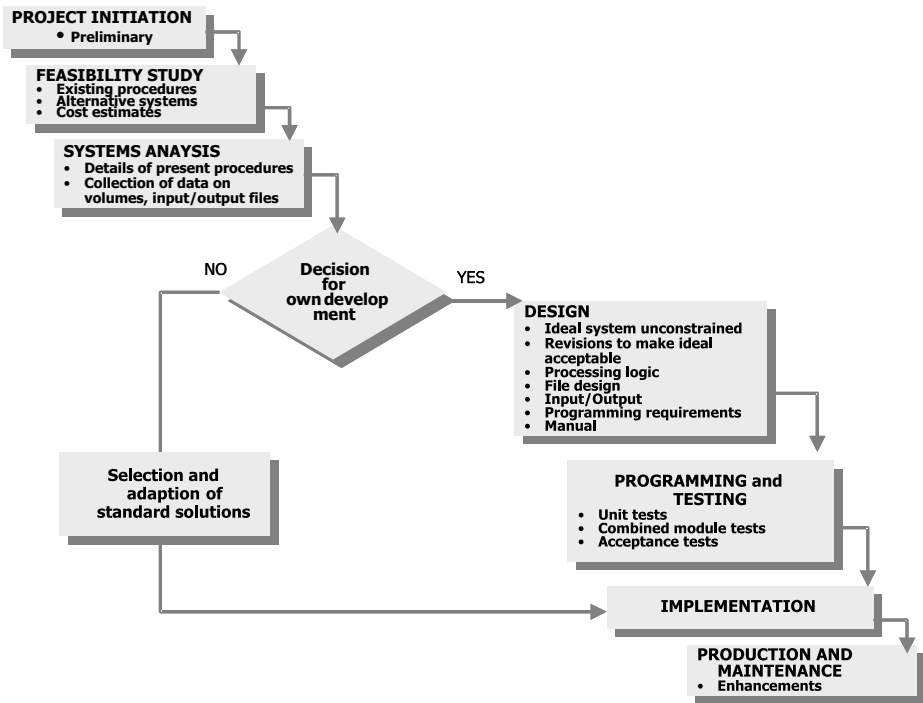 PROJECT INITIATION
• Preliminary
FEASIBILITY STUDY
• Existing procedures
• Alternative systems
• Cost estimates
SYSTEMS ANAYSIS
• Details of present procedures
• Collection of data on
volumes, input/output files
NO
Decision
for
own develop
ment
YES
DESIGN
• Ideal system unconstrained
• Revisions to make ideal
acceptable
• Processing logic
• File design
• Input/Output
• Programming requirements
• Manual
Selection and
adaption of
standard solutions
PROGRAMMING and
TESTING
• Unit tests
• Combined module tests
• Acceptance tests
IMPLEMENTATION
PRODUCTION AND
MAINTENANCE
• Enhancements